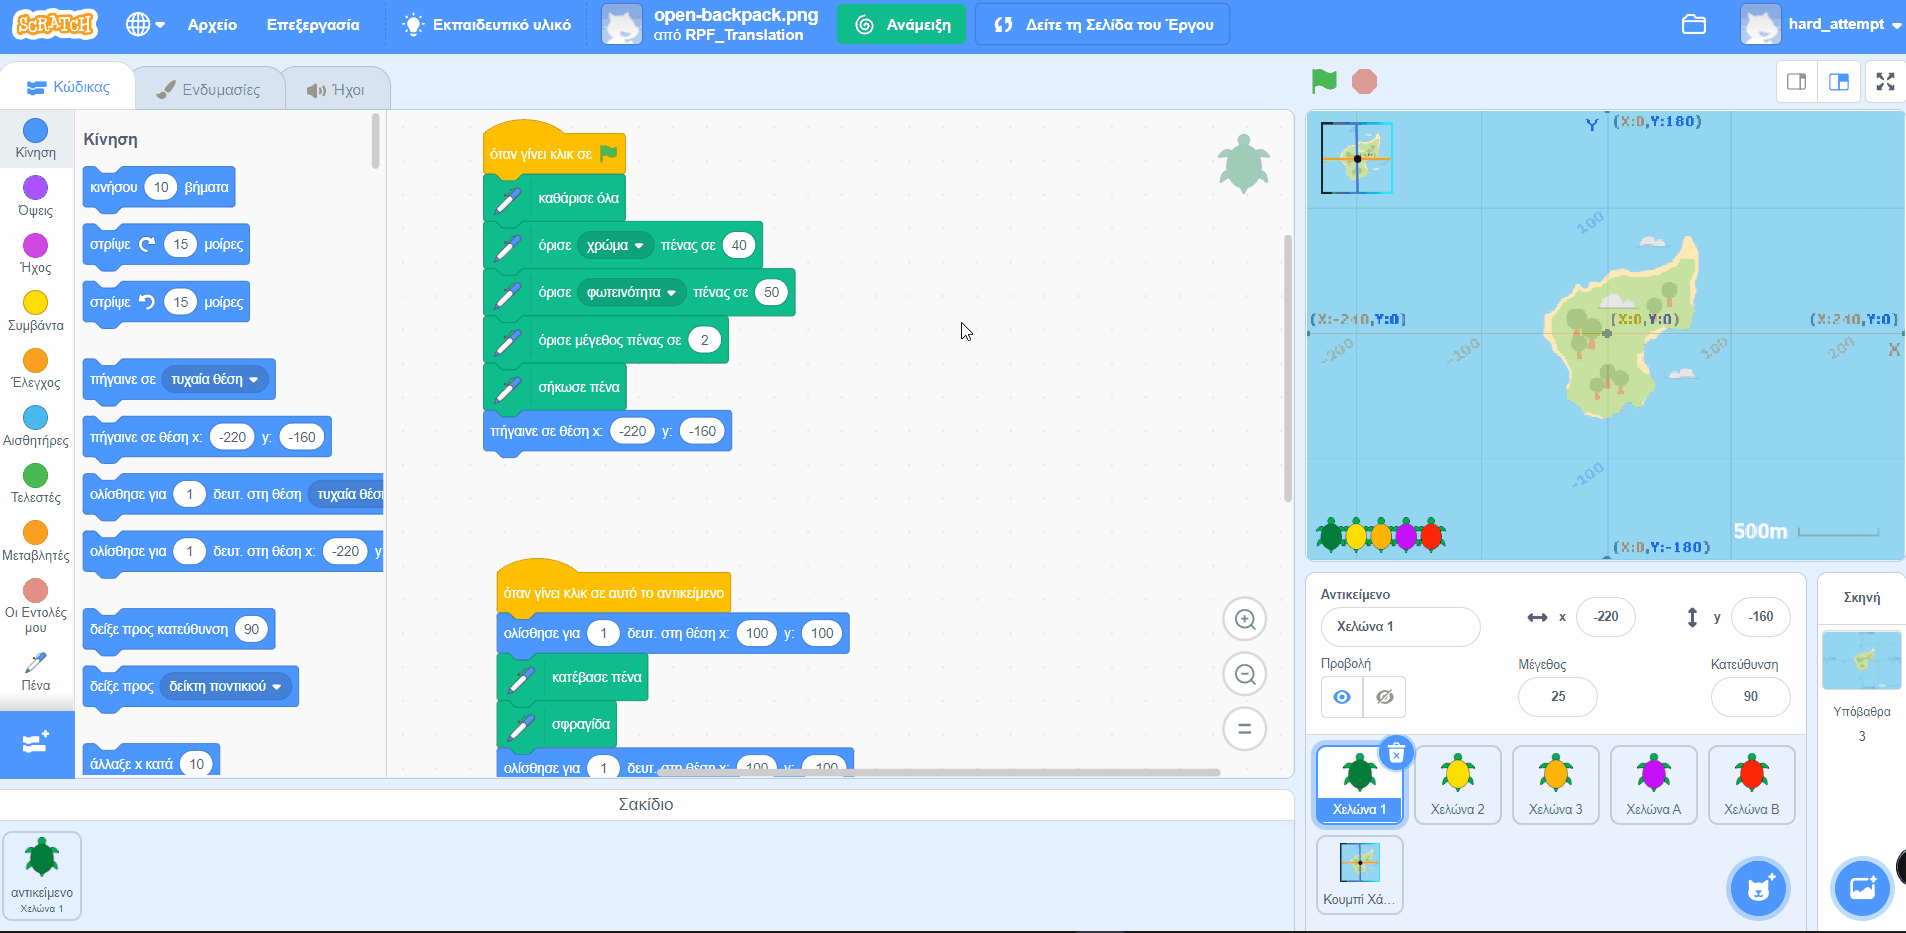 SCRATCH
Αρχείο
Επεξεργασία
Εκπαιδευτικό υλικό
open-backpack.png
από RPF_Translation
Ανάμειξη
Δείτε τη Σελίδα του Έργου
hard_attempt
Κώδικας
Ενδυμασίες
Ήχοι
Κίνηση
Όψεις
Ήχος
Συμβάντα
Έλεγχος
Αισθητήρες
Τελεστές
Μεταβλητές
Οι Εντολές
μου
Πένα
Κίνηση
κινήσου 10 βήματα
στρίψε 15 μοίρες
στρίψε 15 μοίρες
πήγαινε σε τυχαία θέση
πήγαινε σε θέση x: -220 y: -160
ολίσθησε για 1 δευτ. στη θέση τυχαία θέση
ολίσθησε για 1 δευτ. στη θέση x: -220 y
δείξε προς κατεύθυνση 90
δείξε προς δείκτη ποντικιού
άλλαξε x κατά 10
όταν γίνει κλικ σε
καθάρισε όλα
όρισε χρώμα πένας σε 40
όρισε φωτεινότητα πένας σε 50
όρισε μέγεθος πένας σε 2
σήκωσε πένα
πήγαινε σε θέση x: -220 y: -160
όταν γίνει κλικ σε αυτό το αντικείμενο
ολίσθησε για 1 δευτ. στη θέση x: 100 y: 100
κατέβασε πένα
σφραγίδα
ολίσθησε για 1 δευτ. στη θέση x: 100 y: -100
Y (X:0,Y:180)
100
(X:-240,Y:0)
(X:0,Y:0)
(X:240,Y:0)
X
-200
-100
100
200
-100
500m
(X:0,Y:-180)
Αντικείμενο
Χελώνα 1
x -220
y -160
Προβολή
Μέγεθος
25
Κατεύθυνση
90
Χελώνα 1
Χελώνα 2
Χελώνα 3
Χελώνα Α
Χελώνα Β
Κουμπί Χά...
Σκηνή
Υπόβαθρα
3
Σακίδιο
αντικείμενο
Χελώνα 1